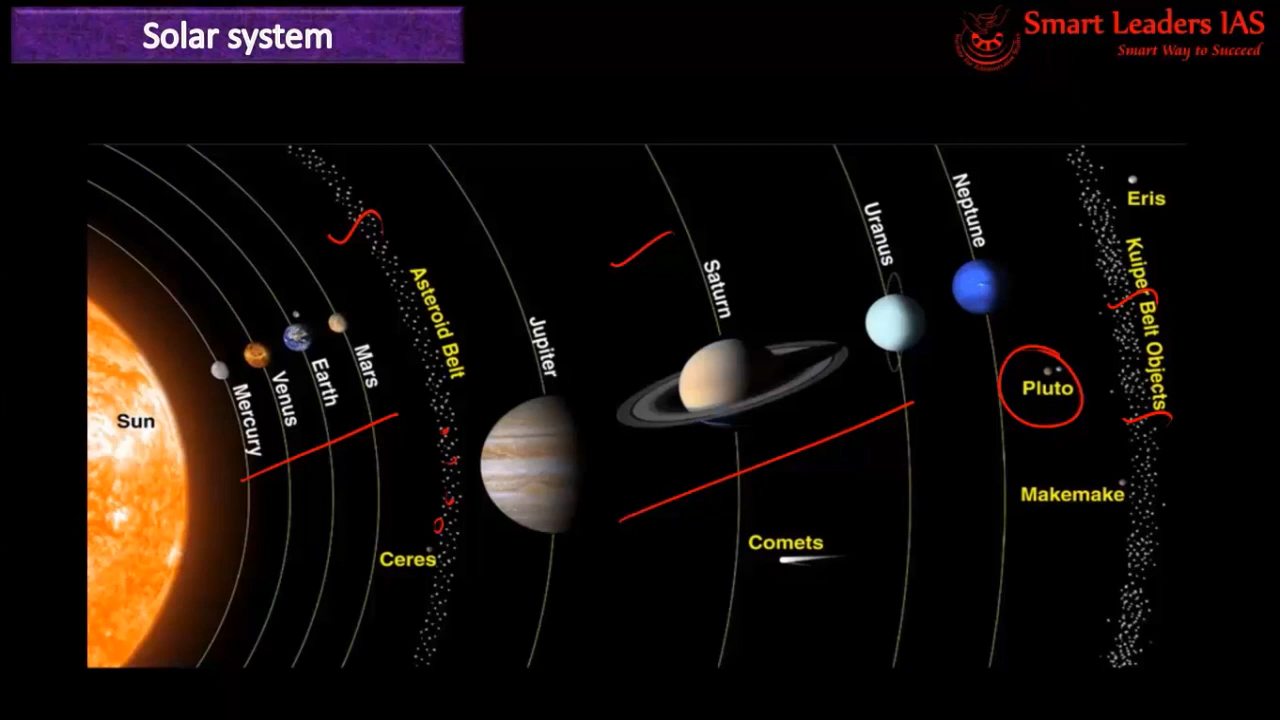 Solar system
Smart Leaders IAS
Smart Way to Succeed
Sun
Mercury
Venus
Earth
Mars
Asteroid Belt
Ceres
Jupiter
Saturn
Comets
Uranus
Neptune
Pluto
Makemake
Eris
Kuiper Belt Objects